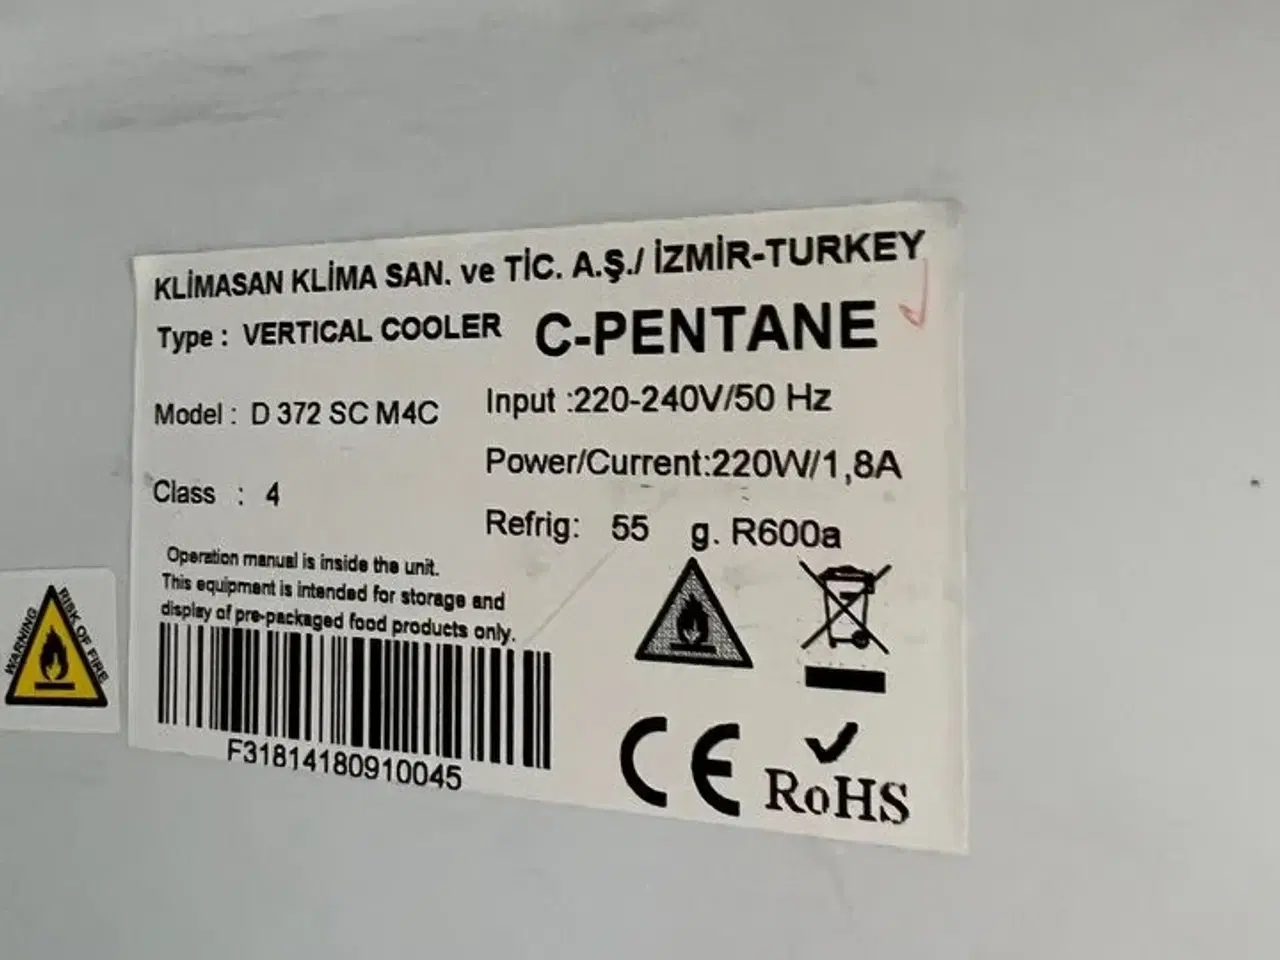 KLİMASAN KLİMA SAN. ve TİC. A.Ş./ İZMİR-TURKEY
Type : VERTICAL COOLER C-PENTANE
Model : D 372 SC M4C
Input :220-240V/50 Hz
Power/Current:220W/1,8A
Class : 4
Refrig: 55 g. R600a
Operation manual is inside the unit.
This equipment is intended for storage and
display of pre-packaged food products only.
F31814180910045
CE
RoHS
WARNING
RISK OF FIRE